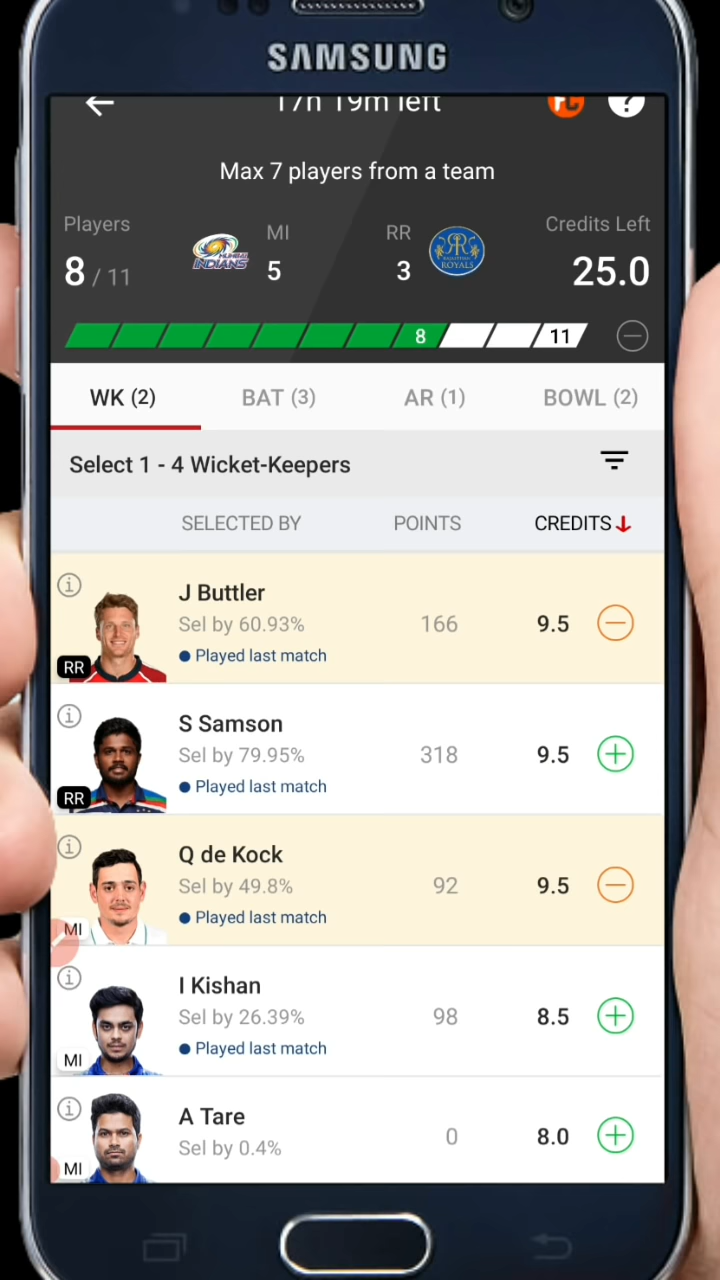 SAMSUNG
17h 19m left
FC ?
Max 7 players from a team
Players MI RR Credits Left
8 / 11 5 3 25.0
INDIANS ROYALS
8 11
WK (2) BAT (3) AR (1) BOWL (2)
Select 1 - 4 Wicket-Keepers
SELECTED BY POINTS CREDITS
J Buttler
Sel by 60.93% 166 9.5
Played last match
RR
S Samson
Sel by 79.95% 318 9.5
Played last match
RR
Q de Kock
Sel by 49.8% 92 9.5
Played last match
MI
I Kishan
Sel by 26.39% 98 8.5
Played last match
MI
A Tare
Sel by 0.4% 0 8.0
MI